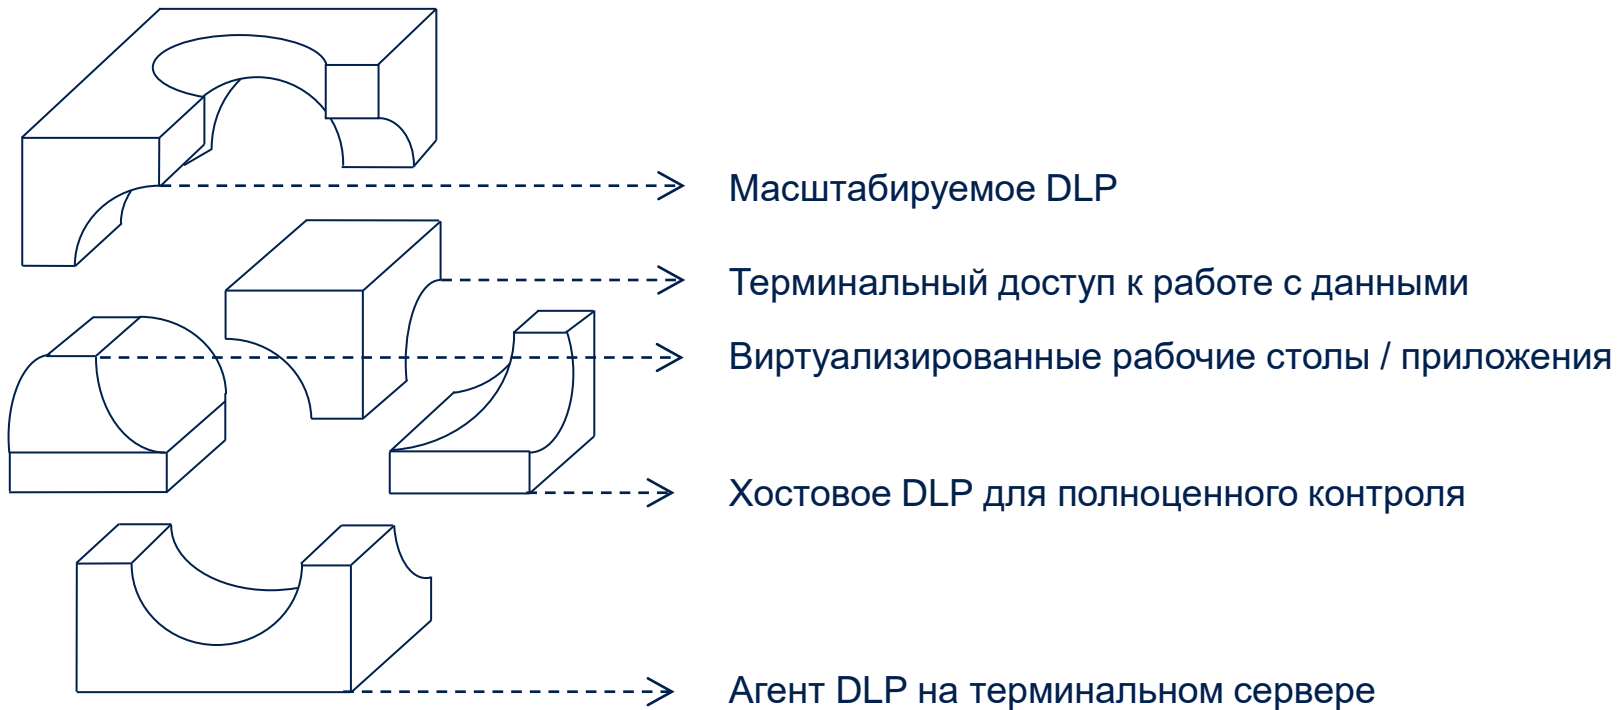 Масштабируемое DLP
Терминальный доступ к работе с данными
Виртуализированные рабочие столы / приложения
Хостовое DLP для полноценного контроля
Агент DLP на терминальном сервере